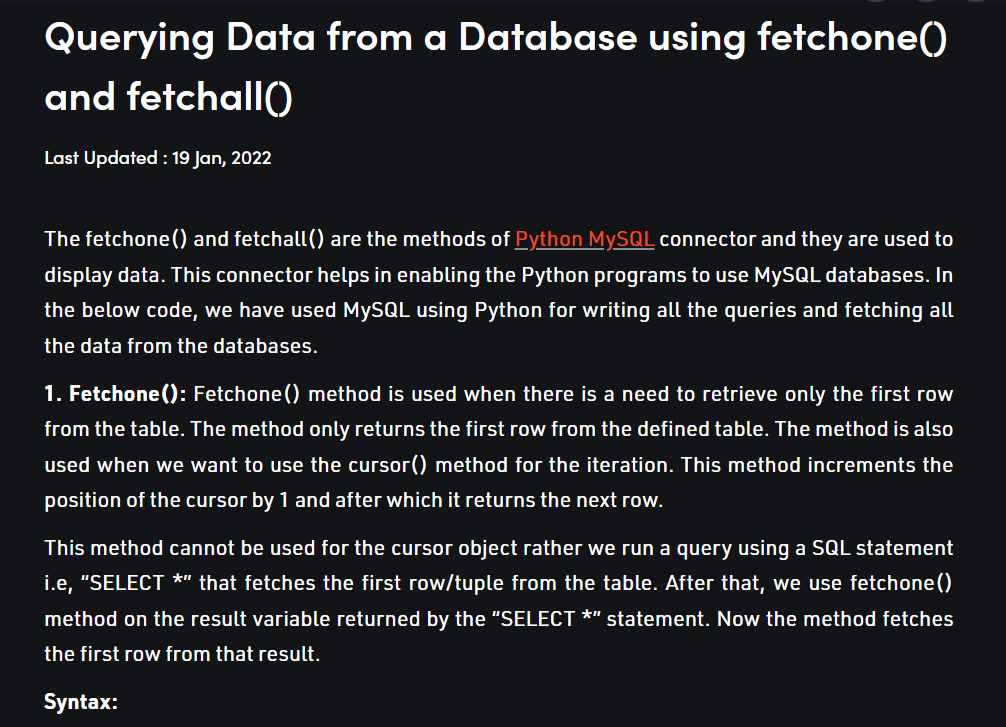 Querying Data from a Database using fetchone()
and fetchall()
Last Updated : 19 Jan, 2022
The fetchone() and fetchall() are the methods of Python MySQL connector and they are used to
display data. This connector helps in enabling the Python programs to use MySQL databases. In
the below code, we have used MySQL using Python for writing all the queries and fetching all
the data from the databases.
1. Fetchone(): Fetchone() method is used when there is a need to retrieve only the first row
from the table. The method only returns the first row from the defined table. The method is also
used when we want to use the cursor() method for the iteration. This method increments the
position of the cursor by 1 and after which it returns the next row.
This method cannot be used for the cursor object rather we run a query using a SQL statement
i.e, “SELECT *” that fetches the first row/tuple from the table. After that, we use fetchone()
method on the result variable returned by the “SELECT *” statement. Now the method fetches
the first row from that result.
Syntax: